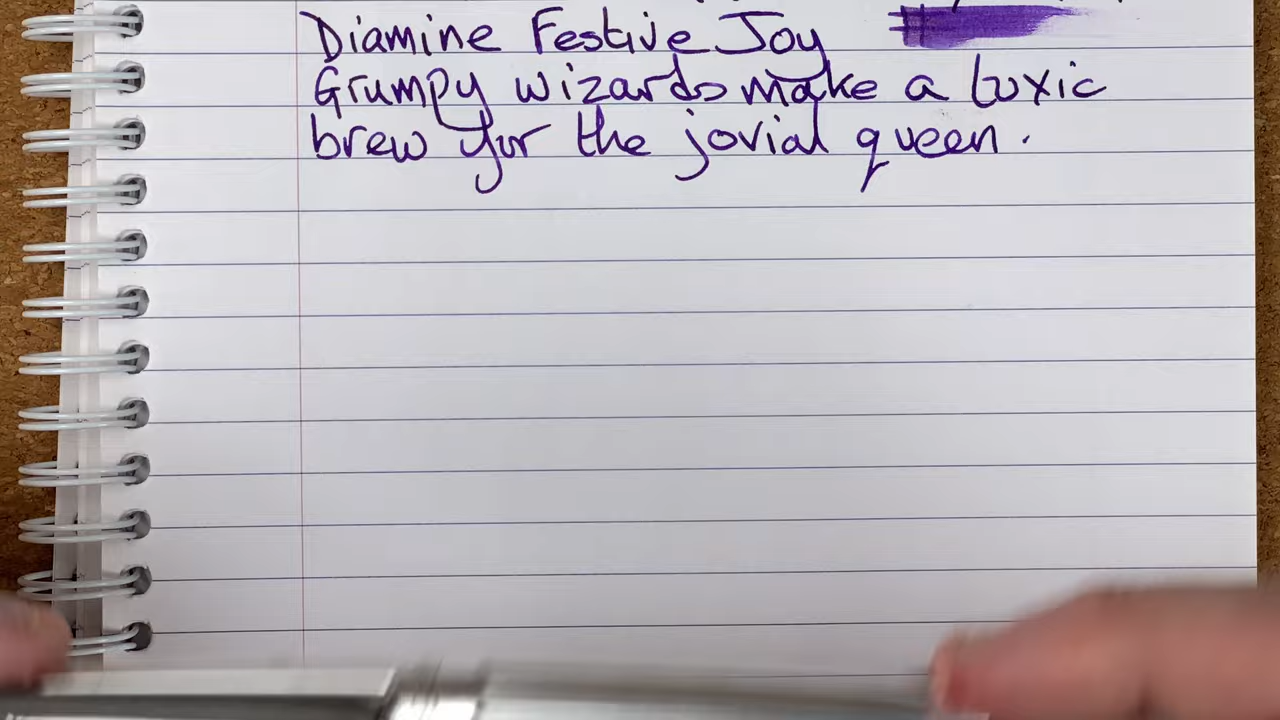 Diamine Festive Joy
Grumpy wizards make a toxic
brew for the jovial queen.